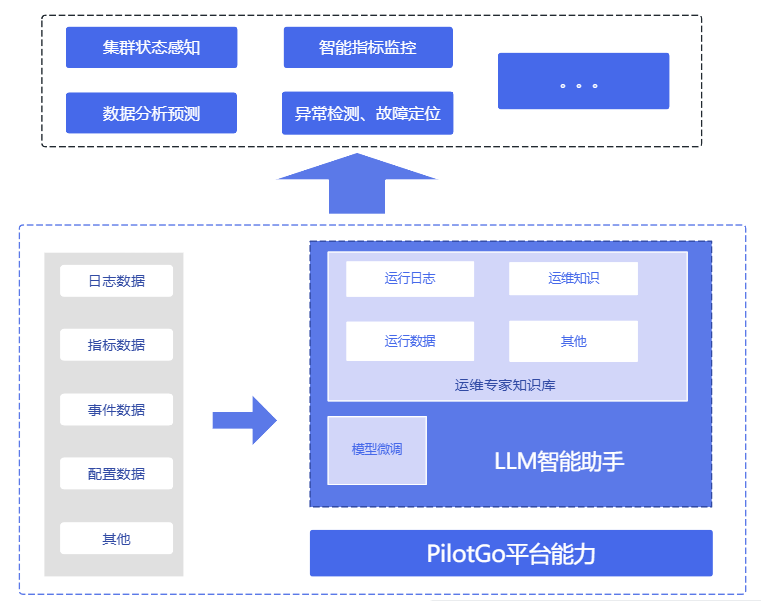 集群状态感知
智能指标监控
。。。
数据分析预测
异常检测、故障定位
日志数据
指标数据
事件数据
配置数据
其他
运行日志
运维知识
运行数据
其他
运维专家知识库
模型微调
LLM智能助手
PilotGo平台能力